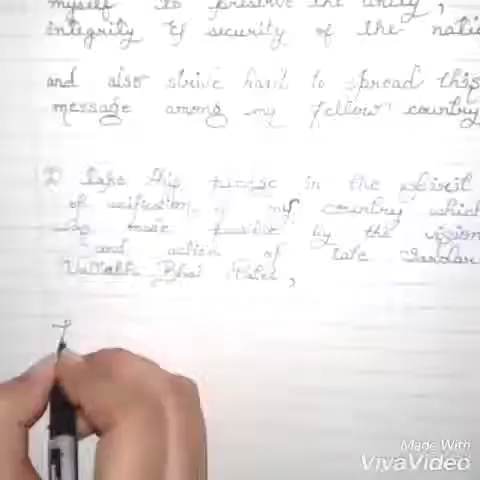 myself to preserve the unity,
integrity & security of the natio
and also strive hard to spread this
message among my fellow country
I Take this pledge in the spirit
of unification of my country which
was made possible by the vision
and action of late Sardar
Vallabh Bhai Patel,
I
Made With
VivaVideo